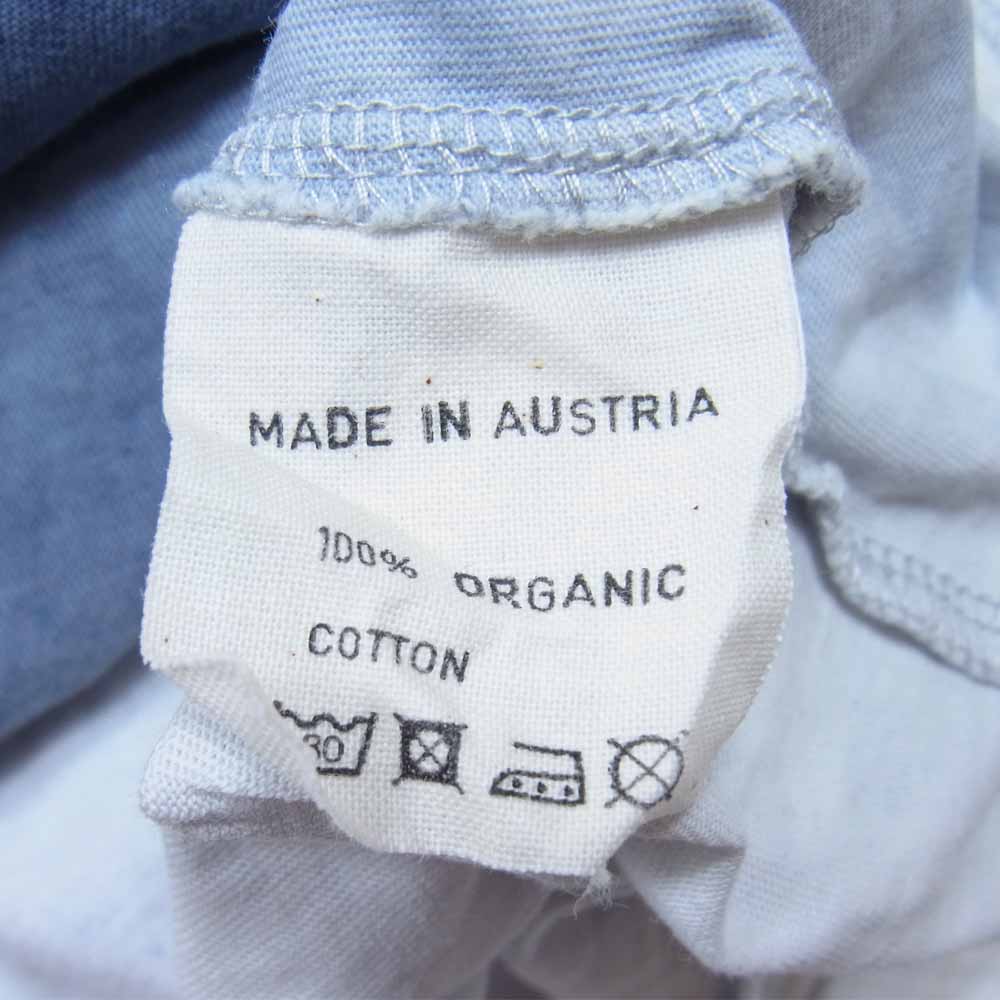 MADE IN AUSTRIA
100% ORGANIC
COTTON
30